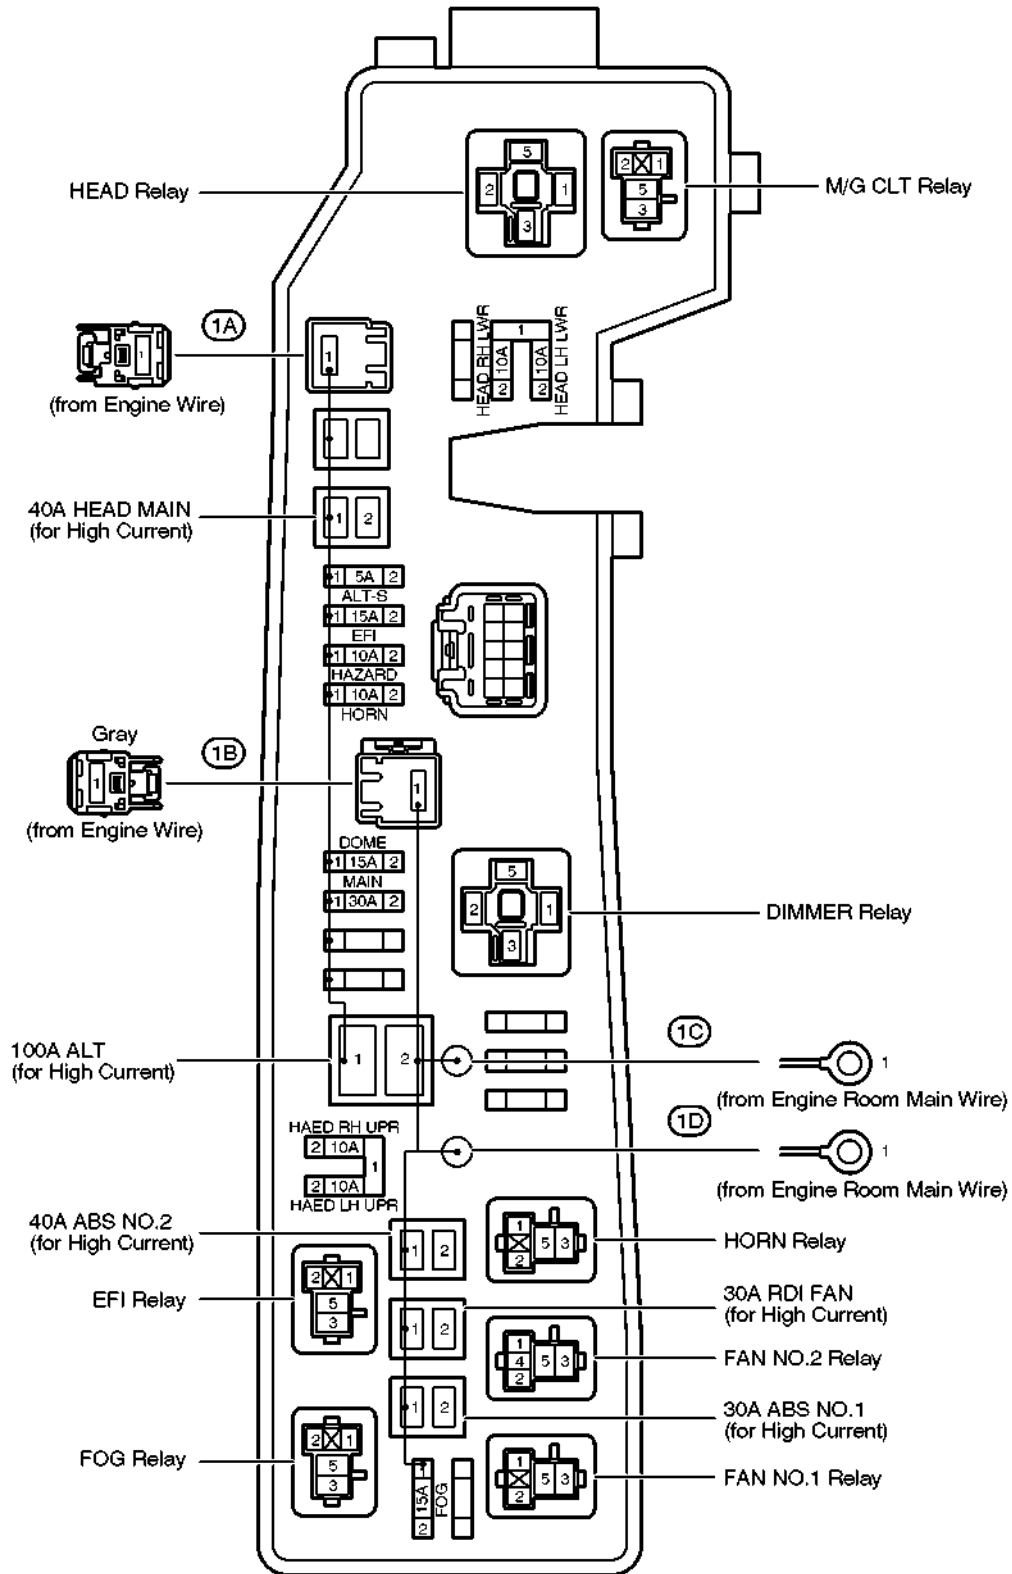 5
2
1
3
2
1
5
3
HEAD Relay
M/G CLT Relay
1A
1
1
(from Engine Wire)
HEAD RH LWR
1
10A
10A
2
2
HEAD LH LWR
40A HEAD MAIN
(for High Current)
1 2
1 5A 2
ALT-S
1 15A 2
EFI
1 10A 2
HAZARD
1 10A 2
HORN
Gray
1B
1
1
(from Engine Wire)
DOME
1 15A 2
MAIN
1 30A 2
5
2
1
3
DIMMER Relay
100A ALT
(for High Current)
1 2
1C
1
(from Engine Room Main Wire)
1D
1
(from Engine Room Main Wire)
HAED RH UPR
2 10A
1
2 10A
HAED LH UPR
40A ABS NO.2
(for High Current)
1 2
1
5 3
2
HORN Relay
EFI Relay
2 1
5
3
1 2
30A RDI FAN
(for High Current)
1
4 5 3
2
FAN NO.2 Relay
1 2
30A ABS NO.1
(for High Current)
FOG Relay
2 1
5
3
1
15A
2
FOG
1
5 3
2
FAN NO.1 Relay